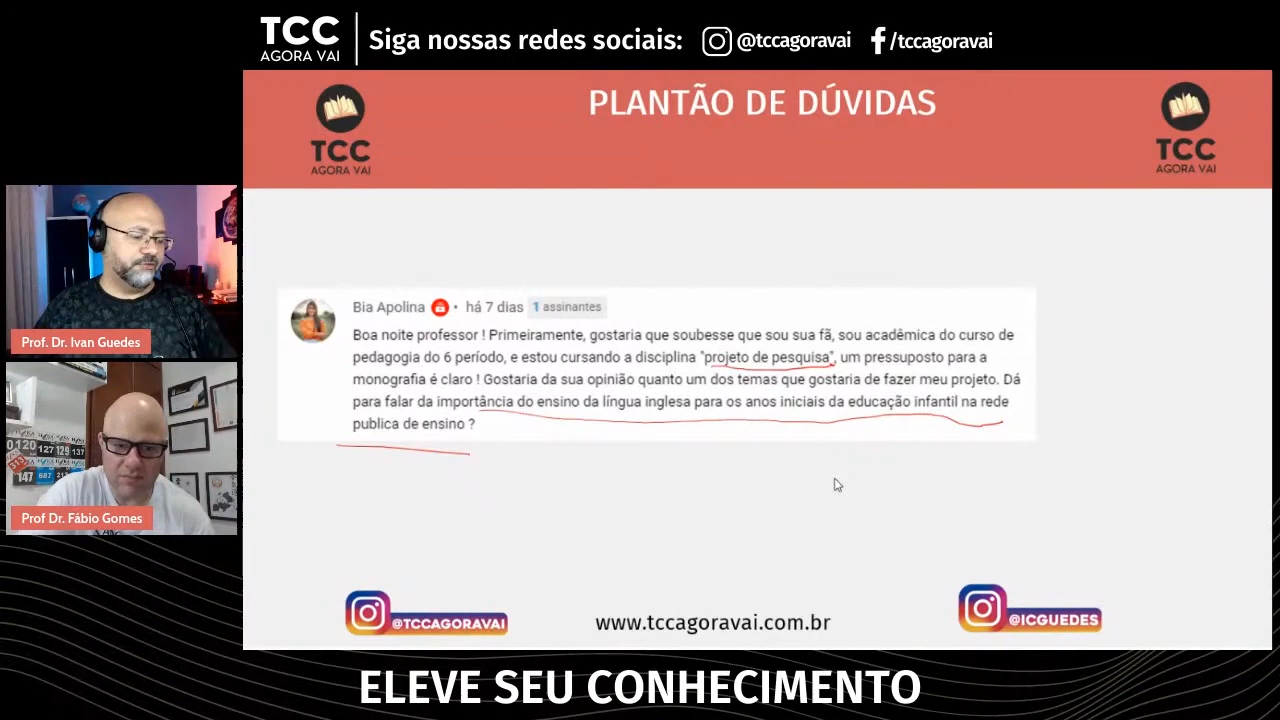 TCC
AGORA VAI
Siga nossas redes sociais: @tccagoravai /tccagoravai
PLANTÃO DE DÚVIDAS
TCC
AGORA VAI
TCC
AGORA VAI
Prof. Dr. Ivan Guedes
Prof Dr. Fábio Gomes
Bia Apolina • há 7 dias 1 assinantes
Boa noite professor ! Primeiramente, gostaria que soubesse que sou sua fã, sou acadêmica do curso de
pedagogia do 6 período, e estou cursando a disciplina "projeto de pesquisa", um pressuposto para a
monografia é claro ! Gostaria da sua opinião quanto um dos temas que gostaria de fazer meu projeto. Dá
para falar da importância do ensino da língua inglesa para os anos iniciais da educação infantil na rede
publica de ensino ?
127 129 137
147 687
@TCCAGORAVAI
www.tccagoravai.com.br
@ICGUEDES
ELEVE SEU CONHECIMENTO